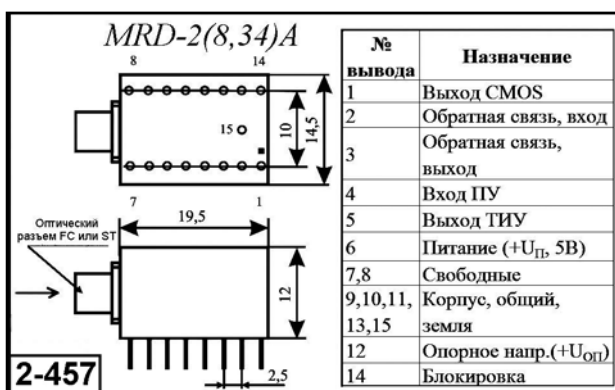 MRD-2(8,34)A
8
14
15
10
14,5
7
1
19,5
Оптический
разъем FC или ST
12
2,5
2-457
№ вывода
Назначение
1 Выход CMOS
2 Обратная связь, вход
3 Обратная связь, выход
4 Вход ПУ
5 Выход ТИУ
6 Питание (+UП, 5В)
7,8 Свободные
9,10,11, Корпус, общий,
13,15 земля
12 Опорное напр.(+UОП)
14 Блокировка